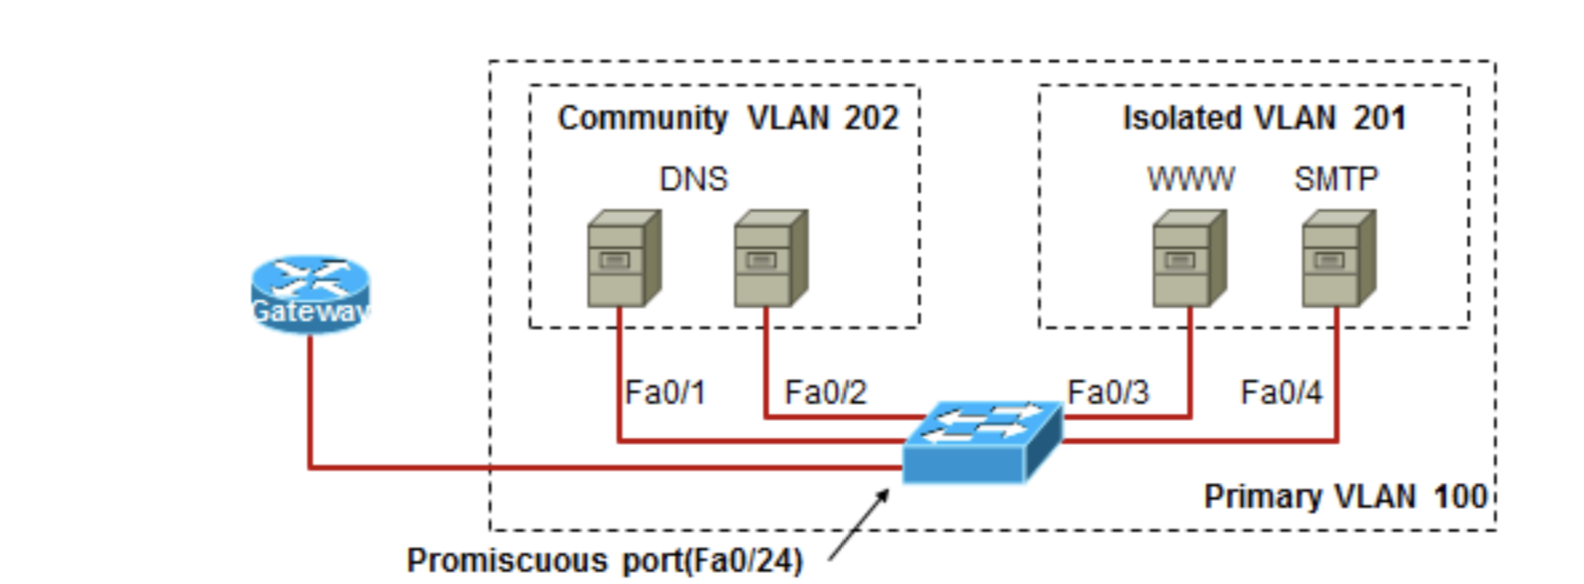 Community VLAN 202
Isolated VLAN 201
DNS
WWW
SMTP
Gateway
Fa0/1
Fa0/2
Fa0/3
Fa0/4
Primary VLAN 100
Promiscuous port(Fa0/24)